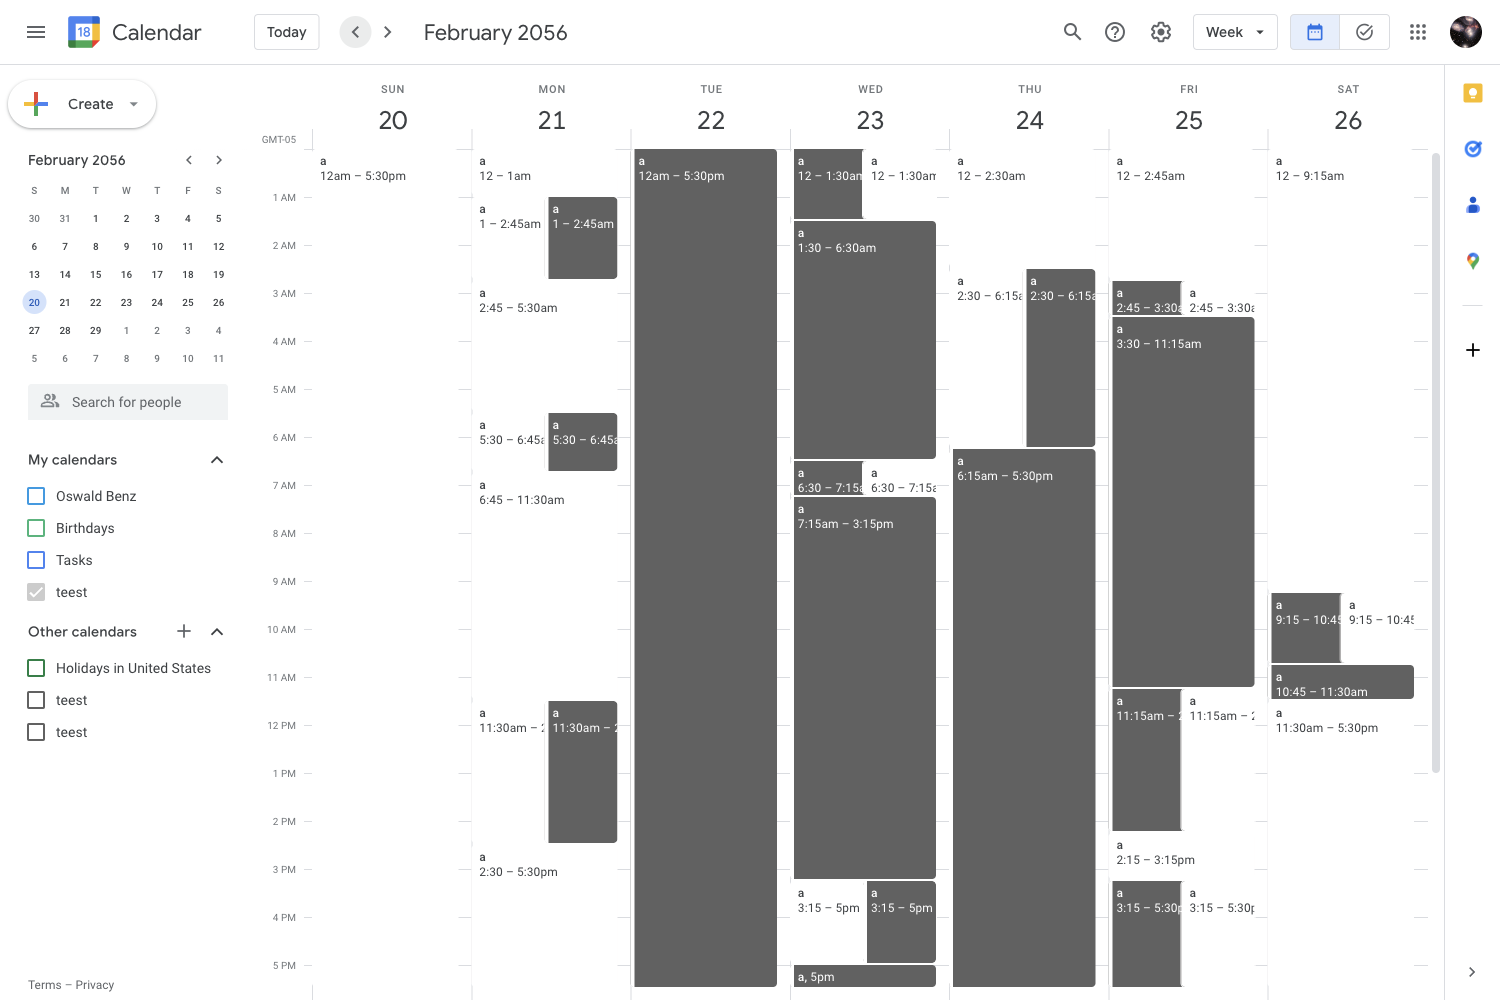 18 Calendar Today February 2056 Week
Create
February 2056
S M T W T F S
30 31 1 2 3 4 5
6 7 8 9 10 11 12
13 14 15 16 17 18 19
20 21 22 23 24 25 26
27 28 29 1 2 3 4
5 6 7 8 9 10 11
Search for people
My calendars
Oswald Benz
Birthdays
Tasks
teest
Other calendars
Holidays in United States
teest
teest
Terms – Privacy
GMT-05
1 AM
2 AM
3 AM
4 AM
5 AM
6 AM
7 AM
8 AM
9 AM
10 AM
11 AM
12 PM
1 PM
2 PM
3 PM
4 PM
5 PM
SUN
20
a
12am – 5:30pm
MON
21
a
12 – 1am
a
1 – 2:45am
a
1 – 2:45am
a
2:45 – 5:30am
a
5:30 – 6:45a
a
5:30 – 6:45a
a
6:45 – 11:30am
a
11:30am – 2
a
11:30am – 2
a
2:30 – 5:30pm
TUE
22
a
12am – 5:30pm
WED
23
a
12 – 1:30am
a
12 – 1:30am
a
1:30 – 6:30am
a
6:30 – 7:15a
a
6:30 – 7:15a
a
7:15am – 3:15pm
a
3:15 – 5pm
a
3:15 – 5pm
a, 5pm
THU
24
a
12 – 2:30am
a
2:30 – 6:15a
a
2:30 – 6:15a
a
6:15am – 5:30pm
FRI
25
a
12 – 2:45am
a
2:45 – 3:30a
a
2:45 – 3:30a
a
3:30 – 11:15am
a
11:15am – 2
a
11:15am – 2
a
2:15 – 3:15pm
a
3:15 – 5:30p
a
3:15 – 5:30p
SAT
26
a
12 – 9:15am
a
9:15 – 10:45
a
9:15 – 10:45
a
10:45 – 11:30am
a
11:30am – 5:30pm